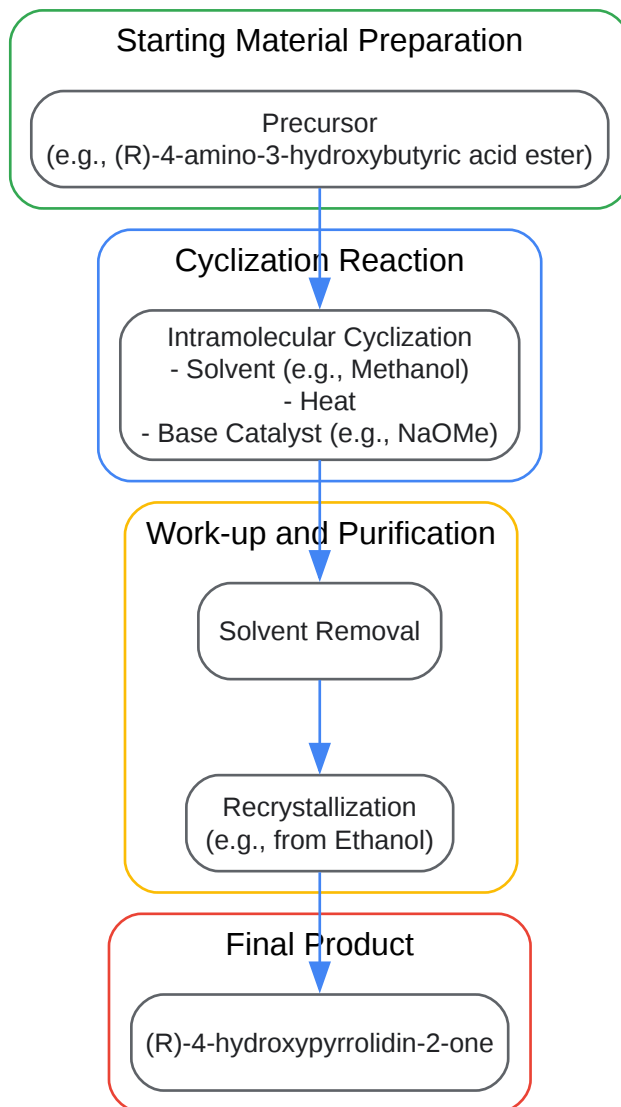 Starting Material Preparation
Precursor
(e.g., (R)-4-amino-3-hydroxybutyric acid ester)
Cyclization Reaction
Intramolecular Cyclization
- Solvent (e.g., Methanol)
- Heat
- Base Catalyst (e.g., NaOMe)
Work-up and Purification
Solvent Removal
Recrystallization
(e.g., from Ethanol)
Final Product
(R)-4-hydroxypyrrolidin-2-one